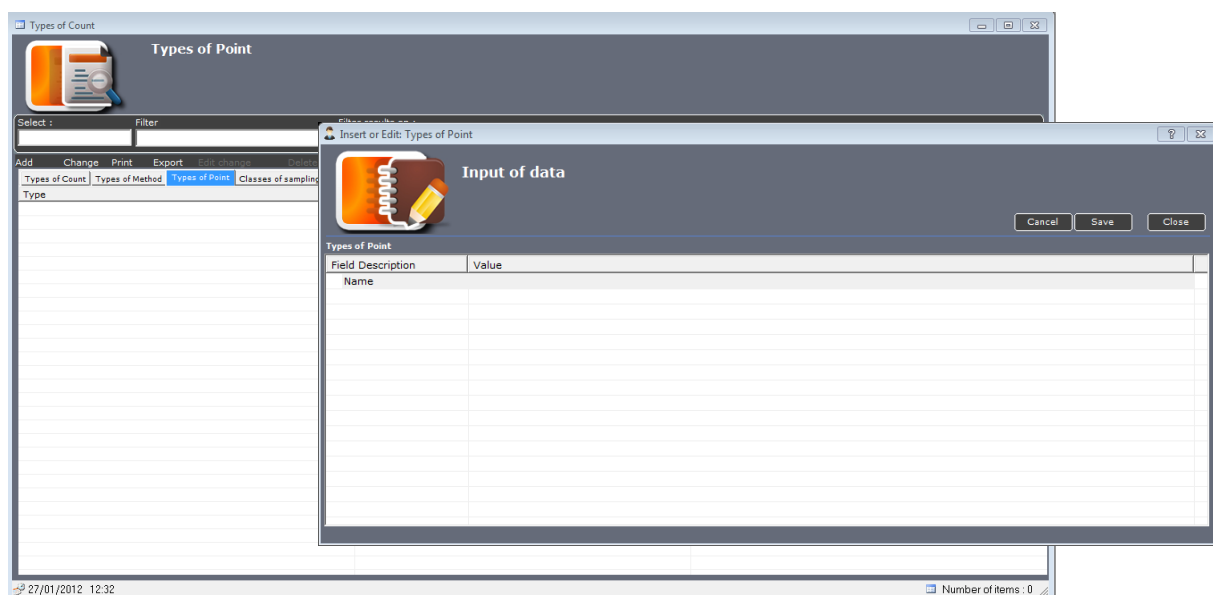 Types of Count
Types of Point
Select :
Filter
Insert or Edit: Types of Point
Input of data
Add Change Print Export Edit change Delete
Types of Count Types of Method Types of Point Classes of sampling
Type
Cancel Save Close
Types of Point
Field Description Value
Name
27/01/2012 12:32
Number of items : 0